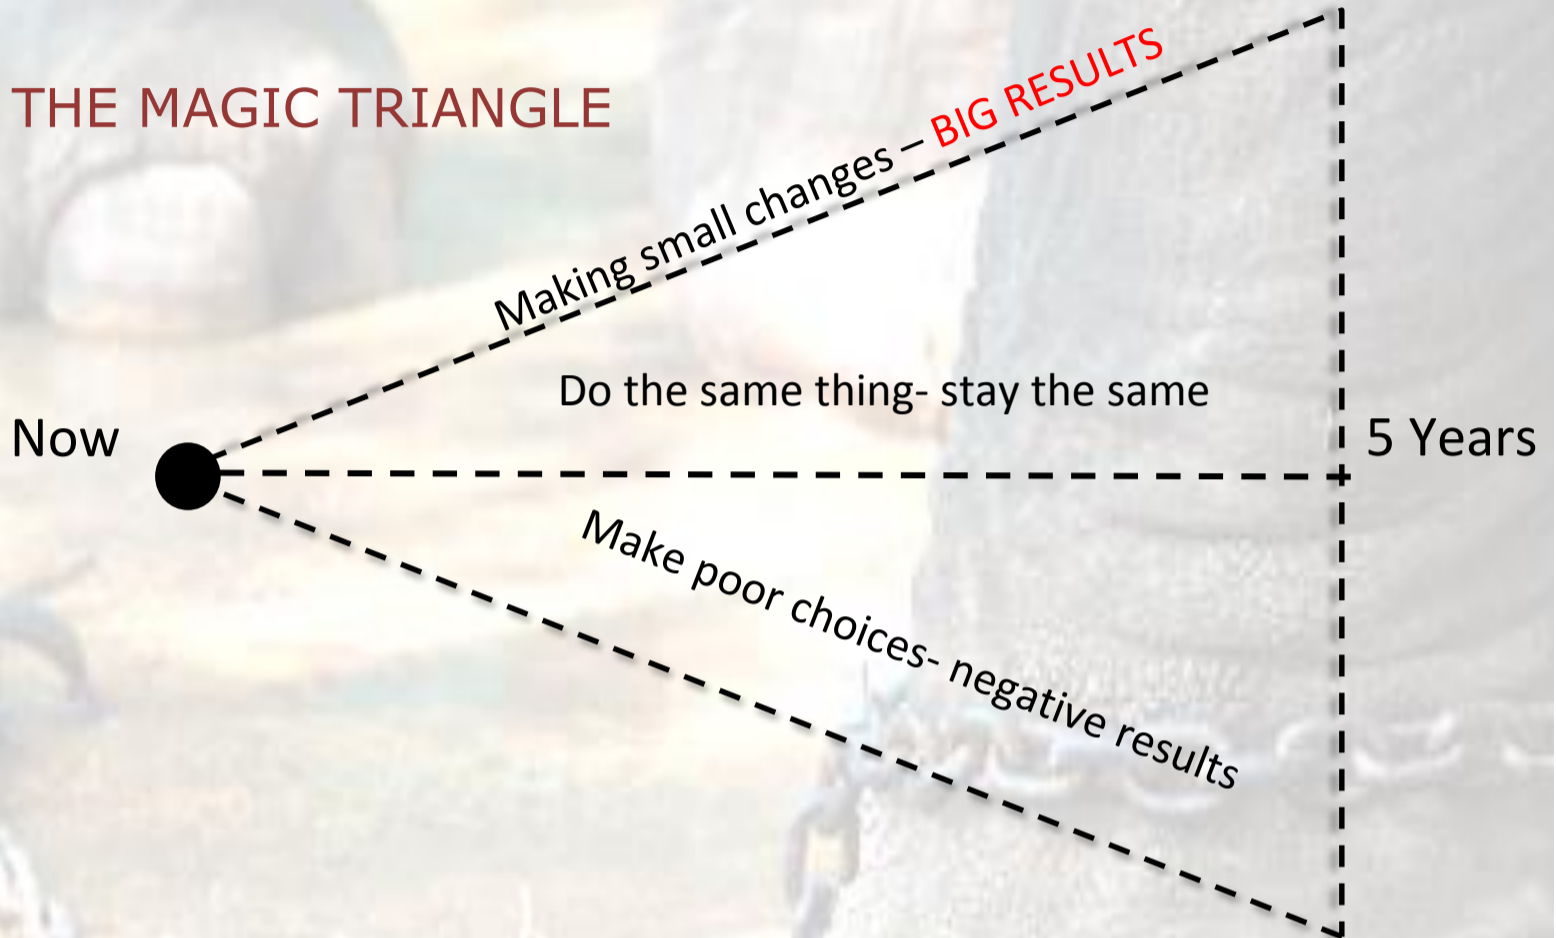 THE MAGIC TRIANGLE
Making small changes – BIG RESULTS
Do the same thing- stay the same
Now
5 Years
Make poor choices- negative results